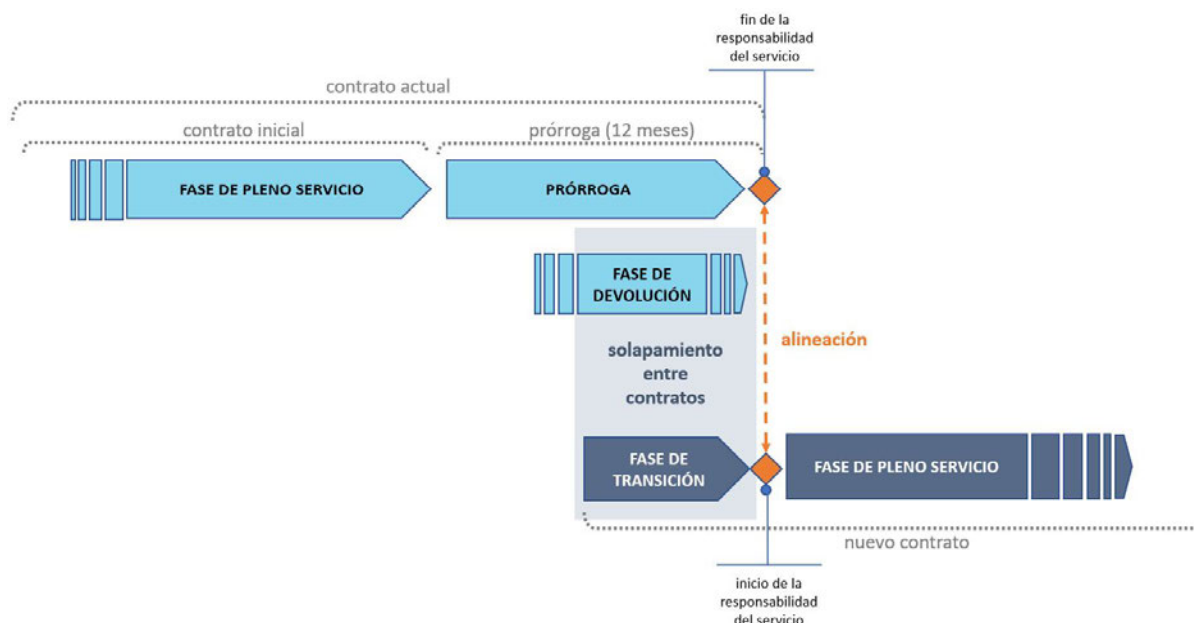 fin de la
responsabilidad
del servicio
contrato actual
contrato inicial
prórroga (12 meses)
FASE DE PLENO SERVICIO
PRÓRROGA
FASE DE
DEVOLUCIÓN
alineación
solapamiento
entre
contratos
FASE DE
TRANSICIÓN
FASE DE PLENO SERVICIO
nuevo contrato
inicio de la
responsabilidad
del servicio